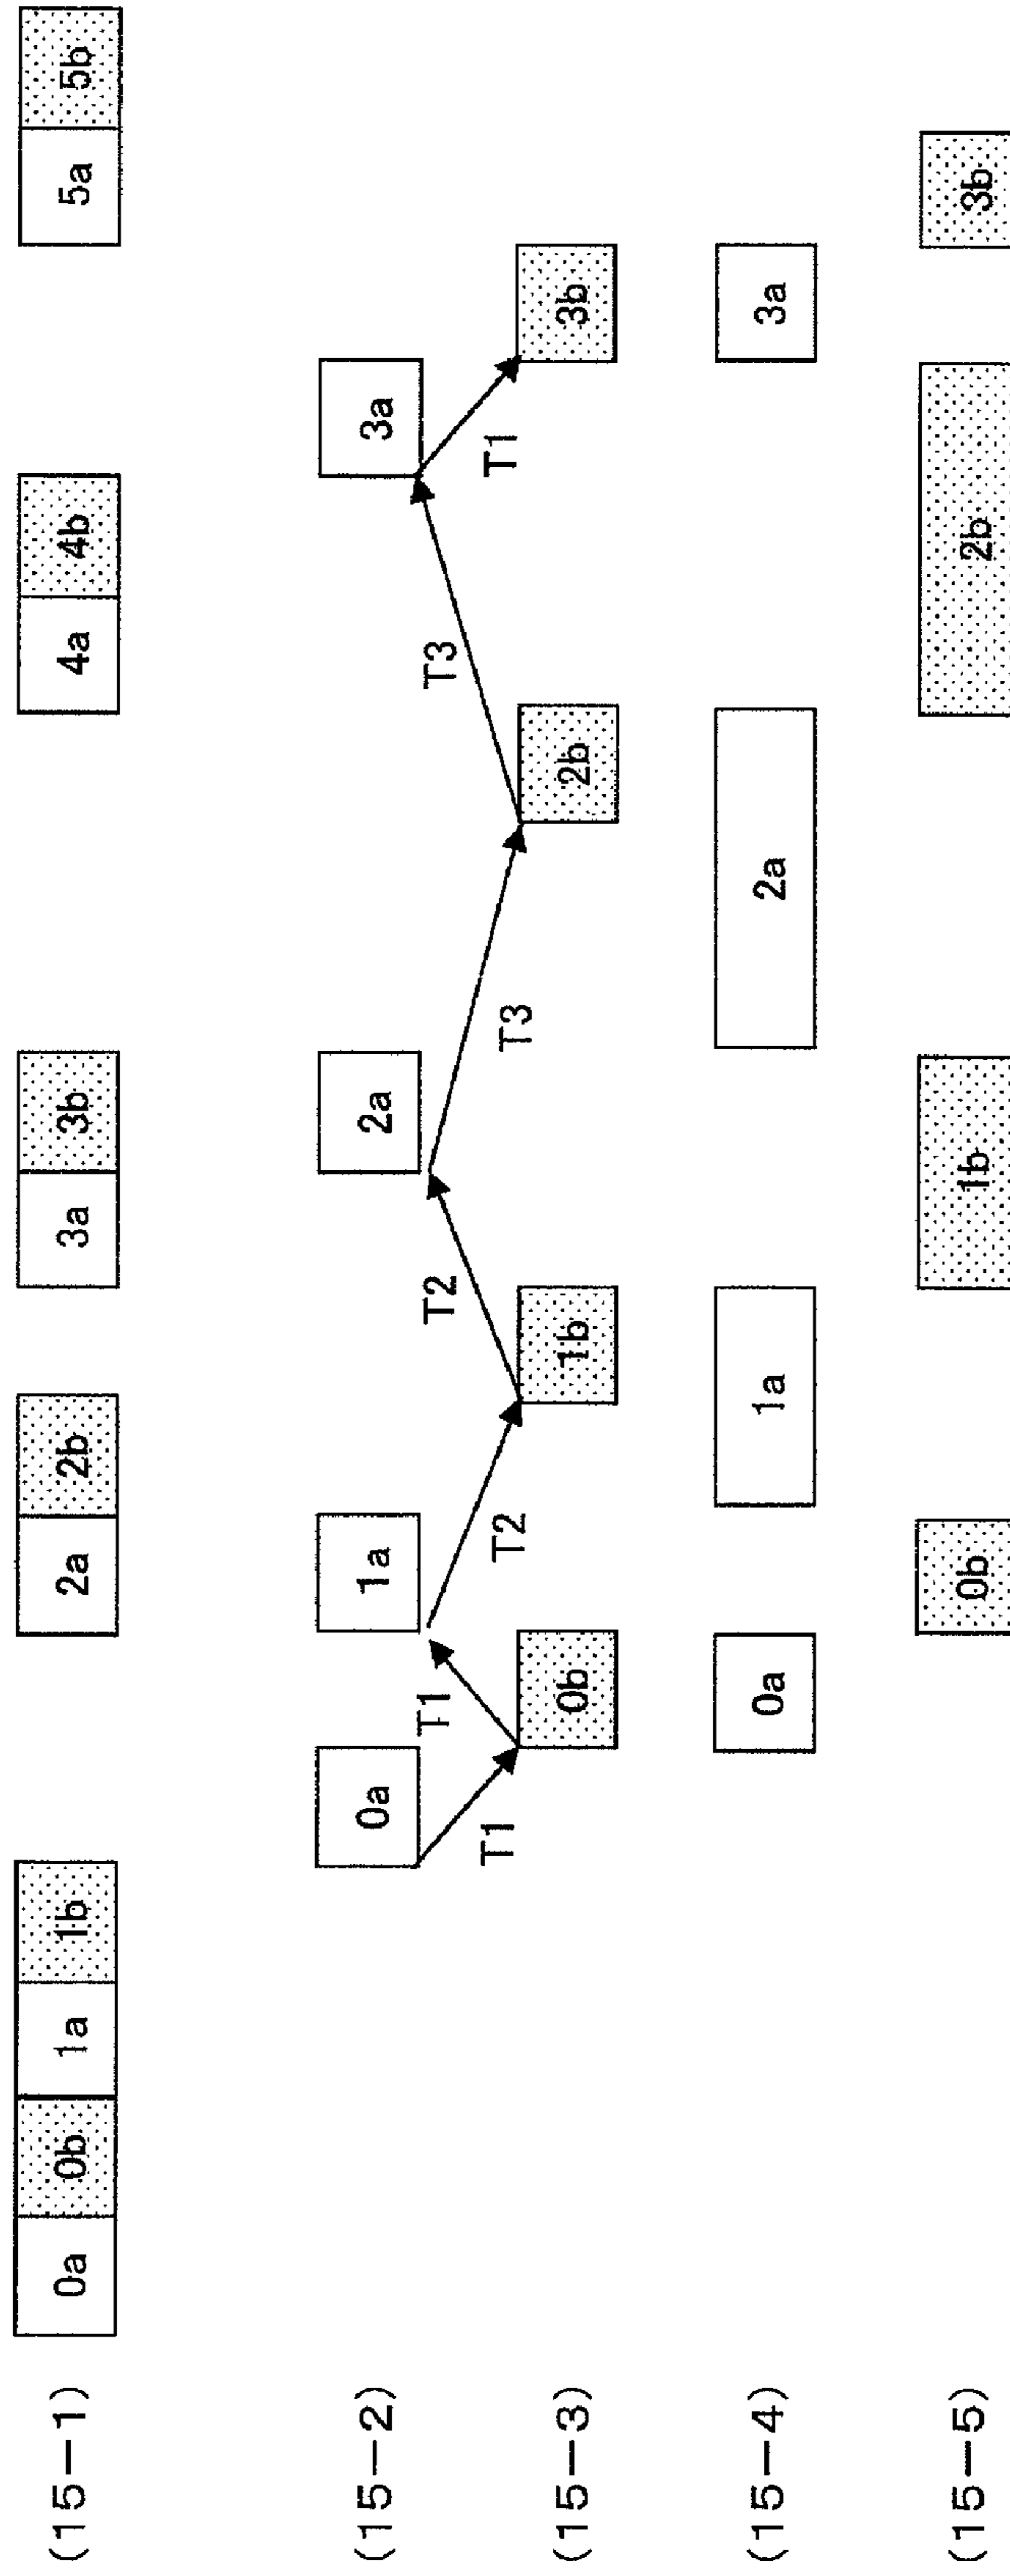 (15-1) 0a 0b 1a 1b 2a 2b 3a 3b 4a 4b 5a 5b
(15-2) 0a 1a 2a 3a
T1 T2 T3
T1 T2 T3 T1
(15-3) 0b 1b 2b 3b
(15-4) 0a 1a 2a 3a
(15-5) 0b 1b 2b 3b